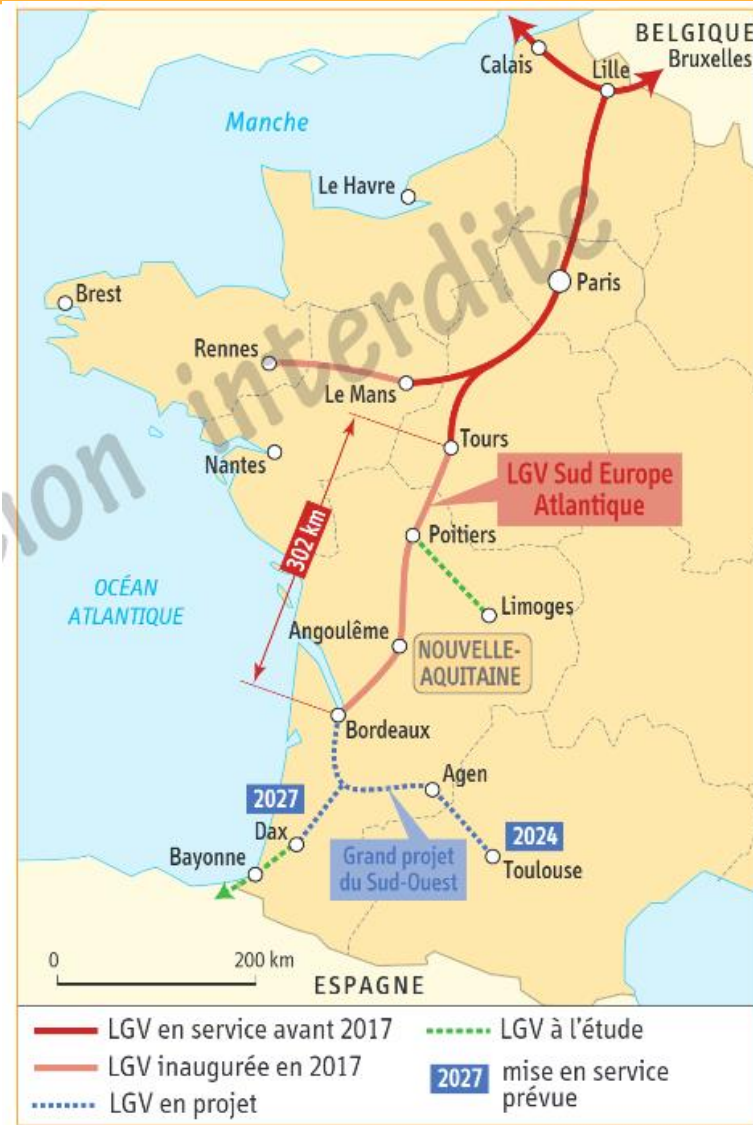 BELGIQUE
Bruxelles
Calais
Lille
Manche
Le Havre
Paris
Brest
Rennes
Le Mans
Tours
Nantes
LGV Sud Europe
Atlantique
302 km
Poitiers
OCÉAN
ATLANTIQUE
Limoges
Angoulême
NOUVELLE-
AQUITAINE
Bordeaux
Agen
2027
Dax
2024
Bayonne
Grand projet
du Sud-Ouest
Toulouse
0 200 km
ESPAGNE
LGV en service avant 2017
LGV à l'étude
LGV inaugurée en 2017
2027 mise en service
prévue
LGV en projet
interdite